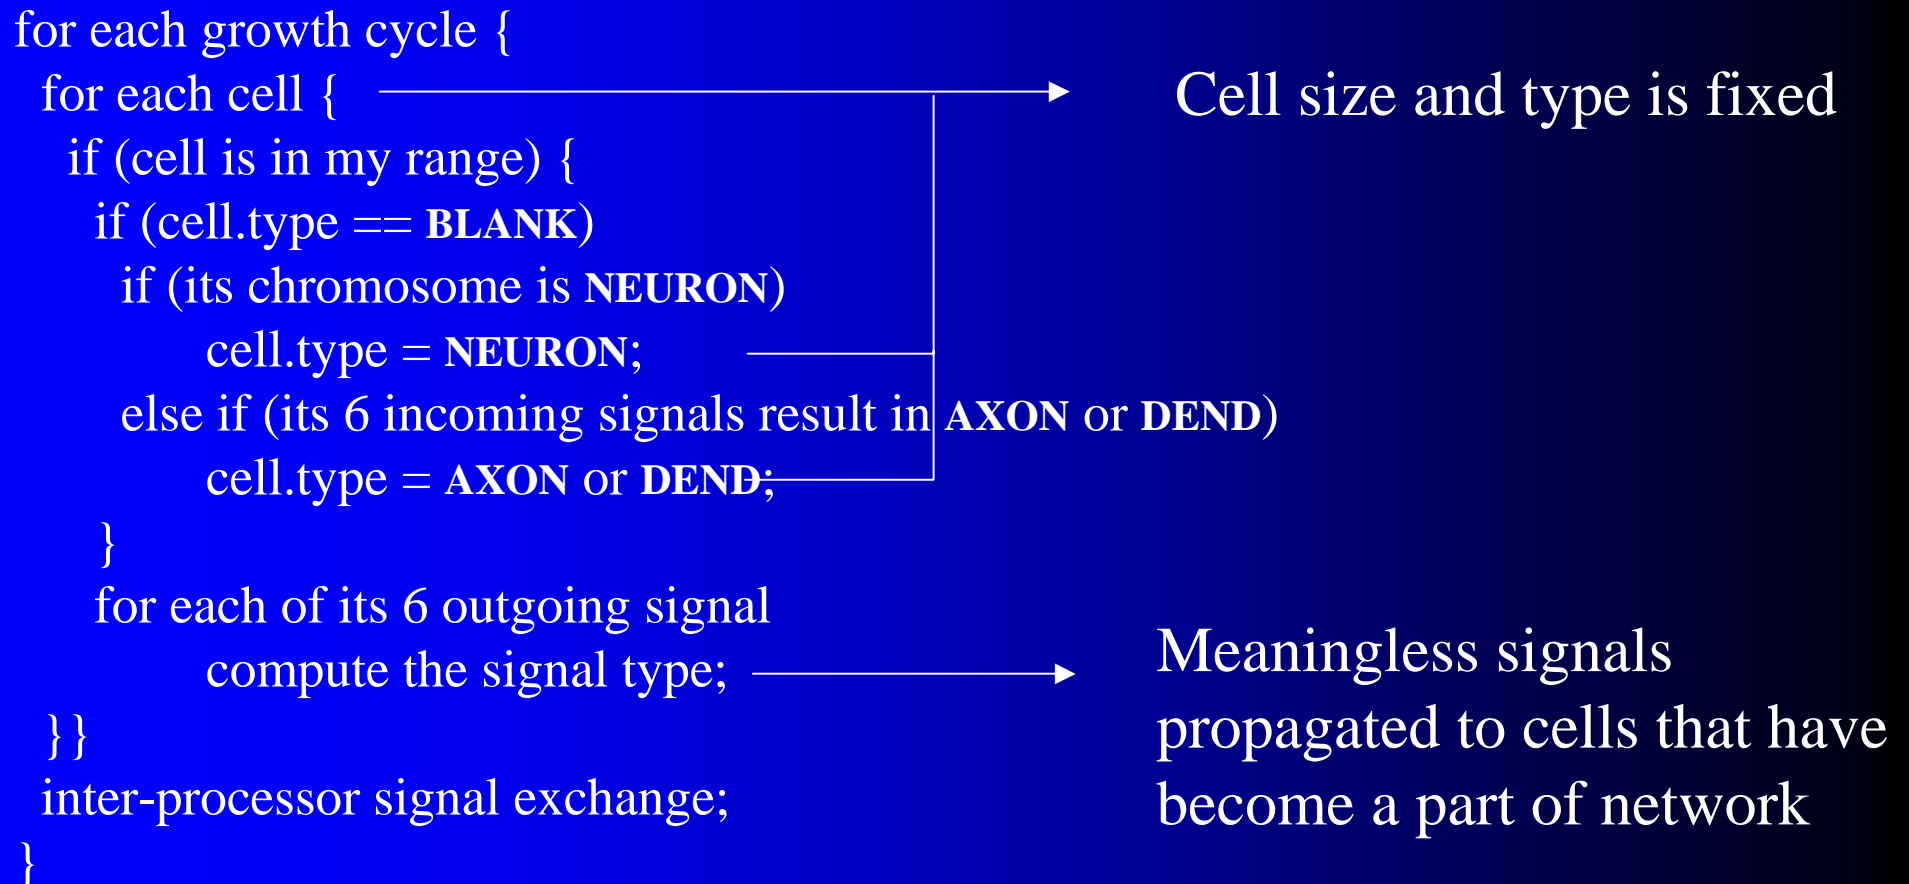 for each growth cycle {
for each cell {
if (cell is in my range) {
if (cell.type == BLANK)
if (its chromosome is NEURON)
cell.type = NEURON;
else if (its 6 incoming signals result in AXON or DEND)
cell.type = AXON or DEND;
}
for each of its 6 outgoing signal
compute the signal type;
}}
inter-processor signal exchange;
}
Cell size and type is fixed
Meaningless signals
propagated to cells that have
become a part of network